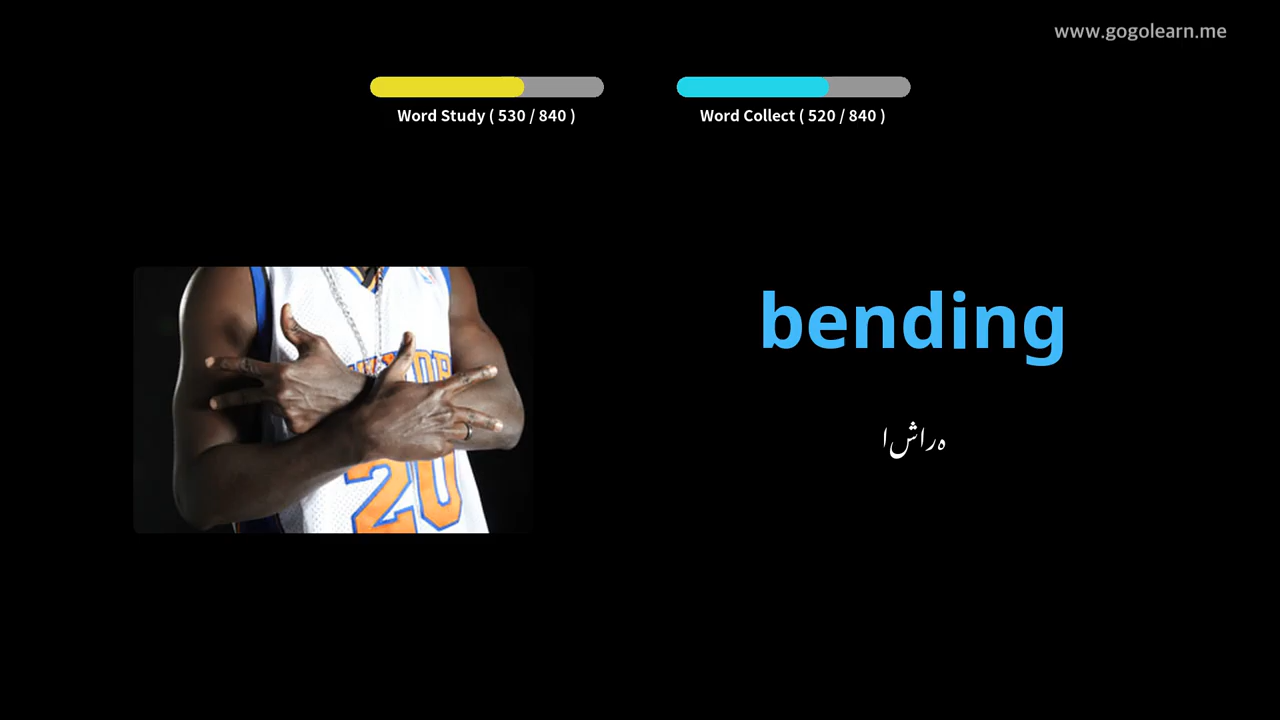 www.gogolearn.me
Word Study ( 530 / 840 )
Word Collect ( 520 / 840 )
bending
اشارہ
20